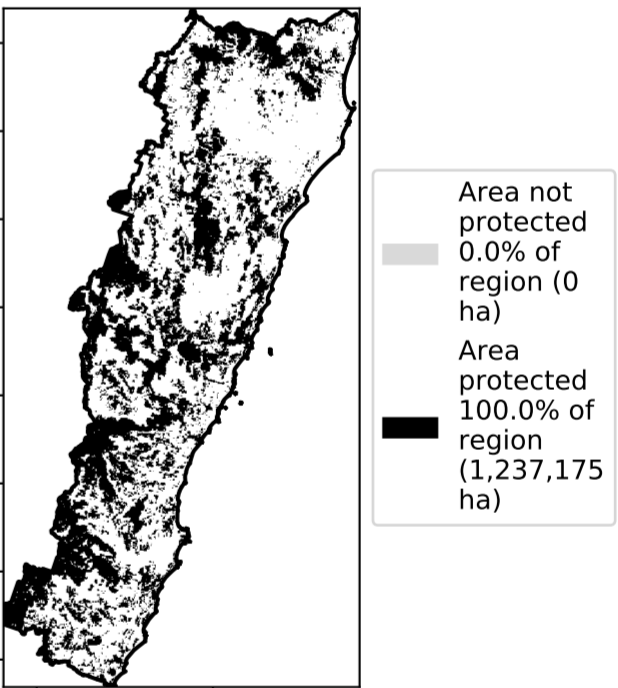 Area not
protected
0.0% of
region (0
ha)
Area
protected
100.0% of
region
(1,237,175
ha)